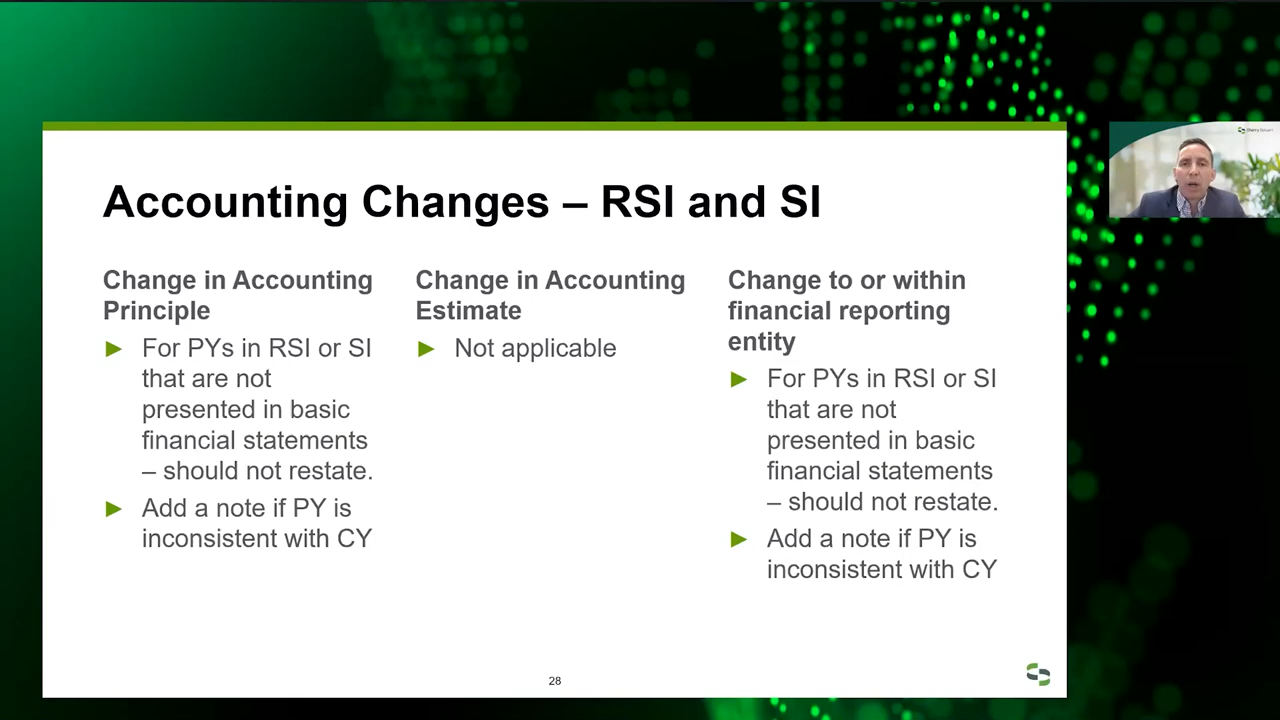 Accounting Changes – RSI and SI
Change in Accounting
Principle
► For PYs in RSI or SI
that are not
presented in basic
financial statements
– should not restate.
► Add a note if PY is
inconsistent with CY
Change in Accounting
Estimate
► Not applicable
Change to or within
financial reporting
entity
► For PYs in RSI or SI
that are not
presented in basic
financial statements
– should not restate.
► Add a note if PY is
inconsistent with CY
28